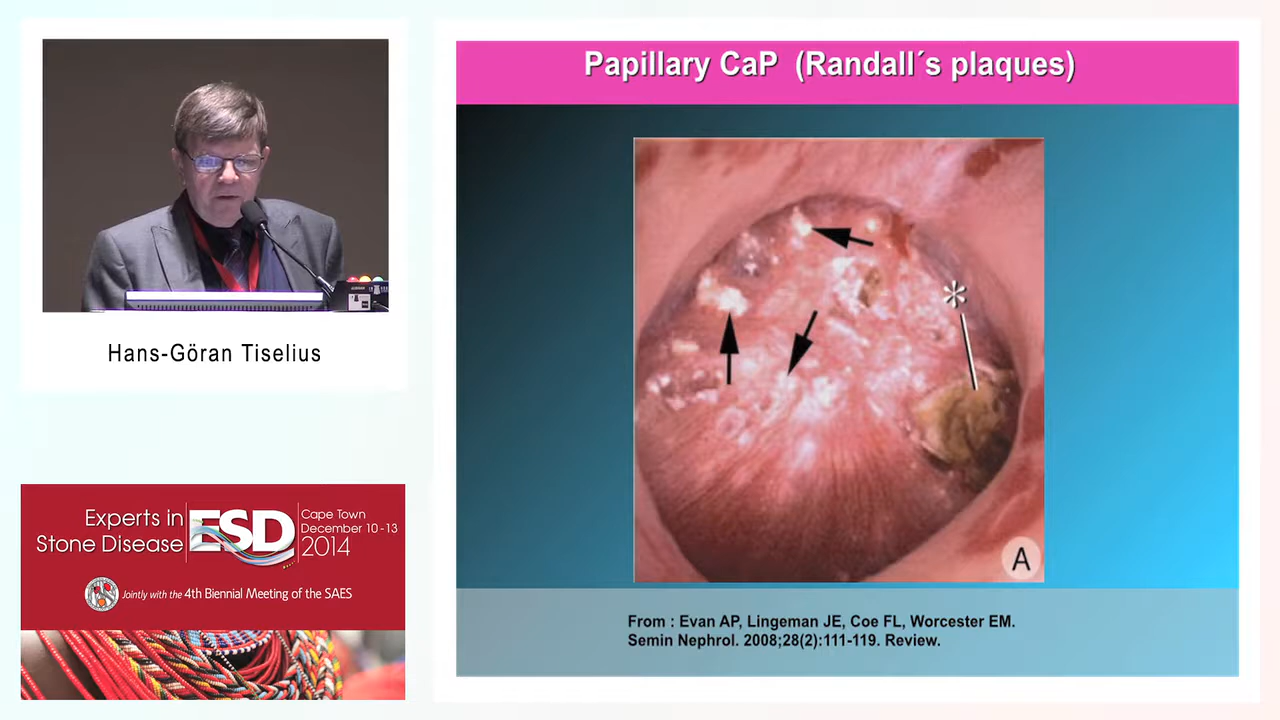 Papillary CaP (Randall´s plaques)
*
A
From : Evan AP, Lingeman JE, Coe FL, Worcester EM.
Semin Nephrol. 2008;28(2):111-119. Review.
Hans-Göran Tiselius
Experts in
Stone Disease
ESD
Cape Town
December 10-13
2014
Jointly with the 4th Biennial Meeting of the SAES